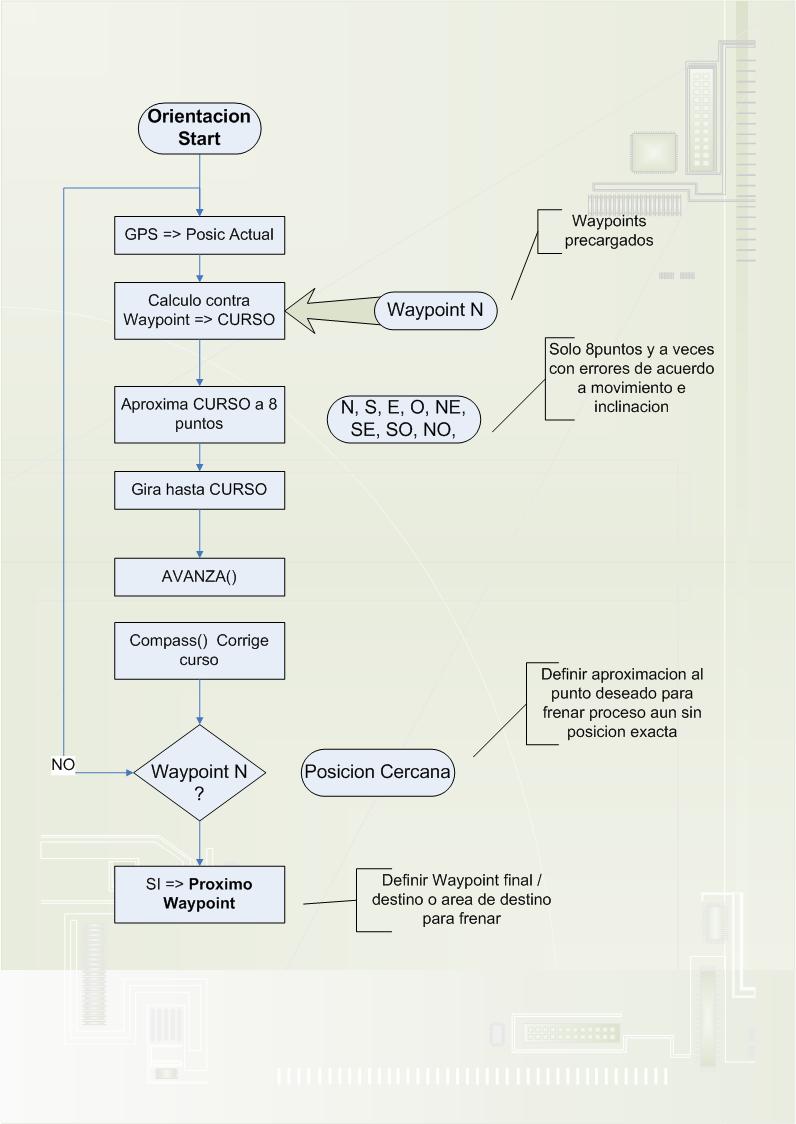 Orientacion
Start
GPS => Posic Actual
Waypoints
precargados
Calculo contra
Waypoint => CURSO
Waypoint N
Solo 8puntos y a veces
con errores de acuerdo
a movimiento e
inclinacion
Aproxima CURSO a 8
puntos
N, S, E, O, NE,
SE, SO, NO,
Gira hasta CURSO
AVANZA()
Compass()  Corrige
curso
Definir aproximacion al
punto deseado para
frenar proceso aun sin
posicion exacta
NO
Waypoint N
?
Posicion Cercana
SI => Proximo
Waypoint
Definir Waypoint final /
destino o area de destino
para frenar